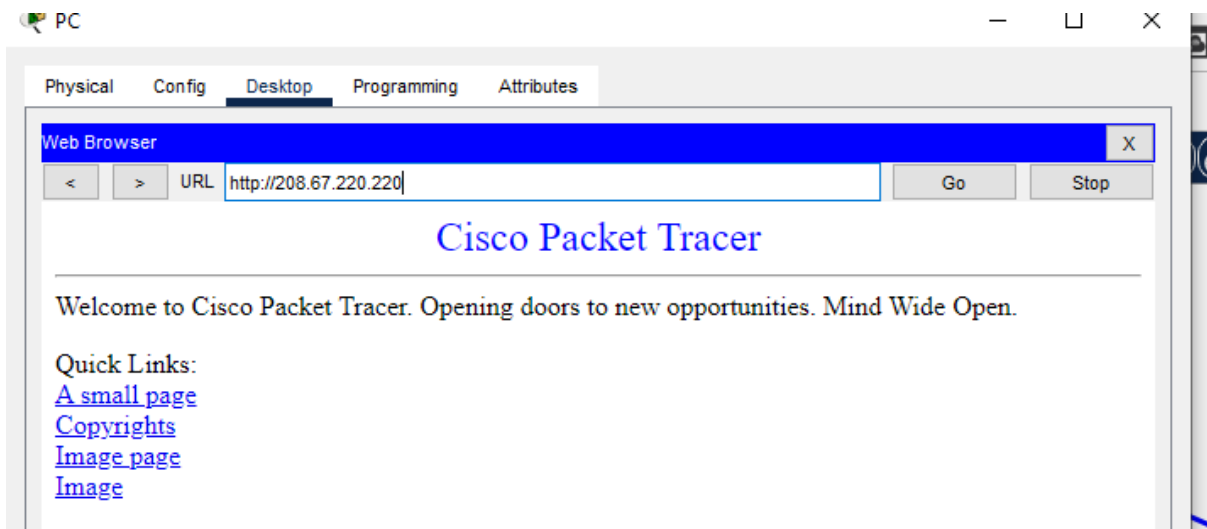 PC
Physical Config Desktop Programming Attributes
Web Browser X
< > URL http://208.67.220.220 Go Stop
Cisco Packet Tracer
Welcome to Cisco Packet Tracer. Opening doors to new opportunities. Mind Wide Open.
Quick Links:
A small page
Copyrights
Image page
Image